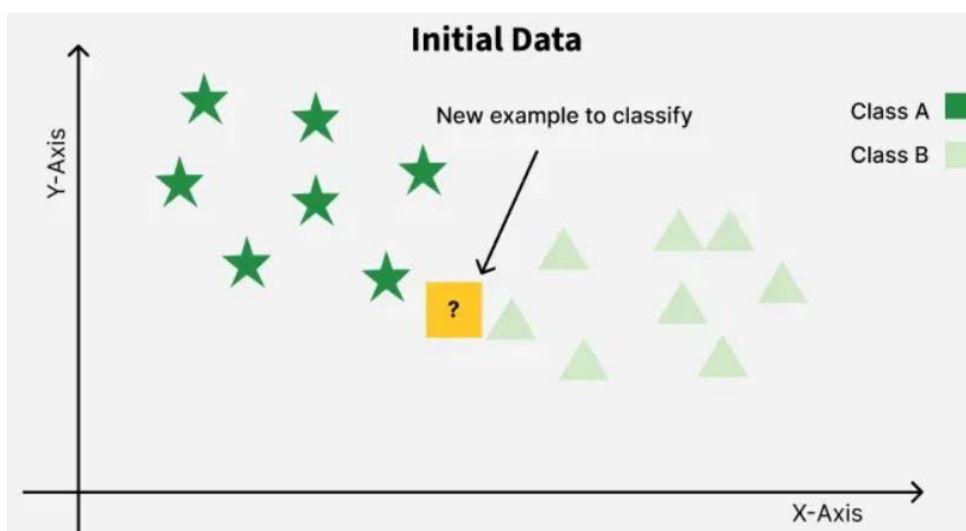 Initial Data
New example to classify
Class A
Class B
Y-Axis
?
X-Axis